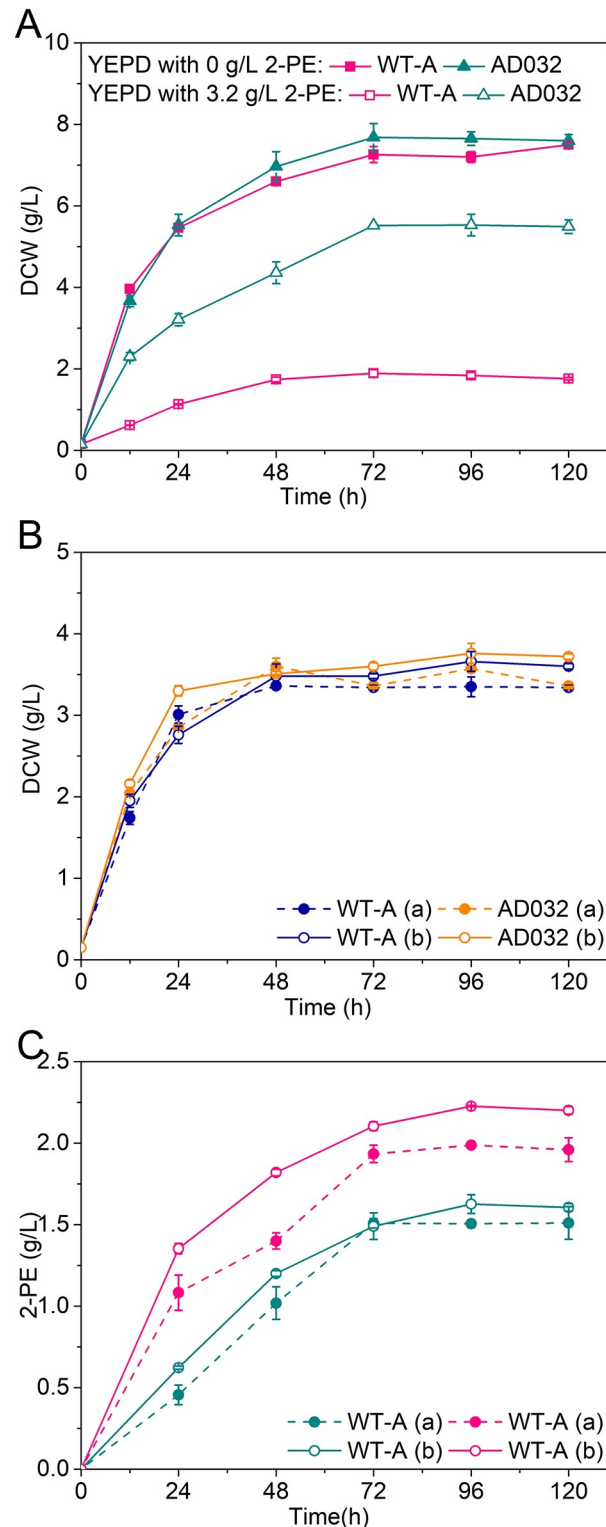 A
10
8
6
4
2
0
DCW (g/L)
YEPD with 0 g/L 2-PE: WT-A AD032
YEPD with 3.2 g/L 2-PE: WT-A AD032
0 24 48 72 96 120
Time (h)
B
5
4
3
2
1
0
DCW (g/L)
WT-A (a) AD032 (a)
WT-A (b) AD032 (b)
0 24 48 72 96 120
Time (h)
C
2.5
2.0
1.5
1.0
0.5
0.0
2-PE (g/L)
WT-A (a) WT-A (a)
WT-A (b) WT-A (b)
0 24 48 72 96 120
Time(h)